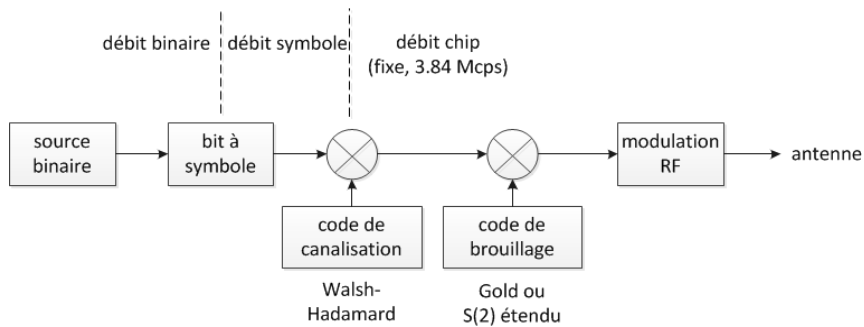 débit binaire
débit symbole
débit chip
(fixe, 3.84 Mcps)
source
binaire
bit à
symbole
modulation
RF
antenne
code de
canalisation
code de
brouillage
Walsh-
Hadamard
Gold ou
S(2) étendu